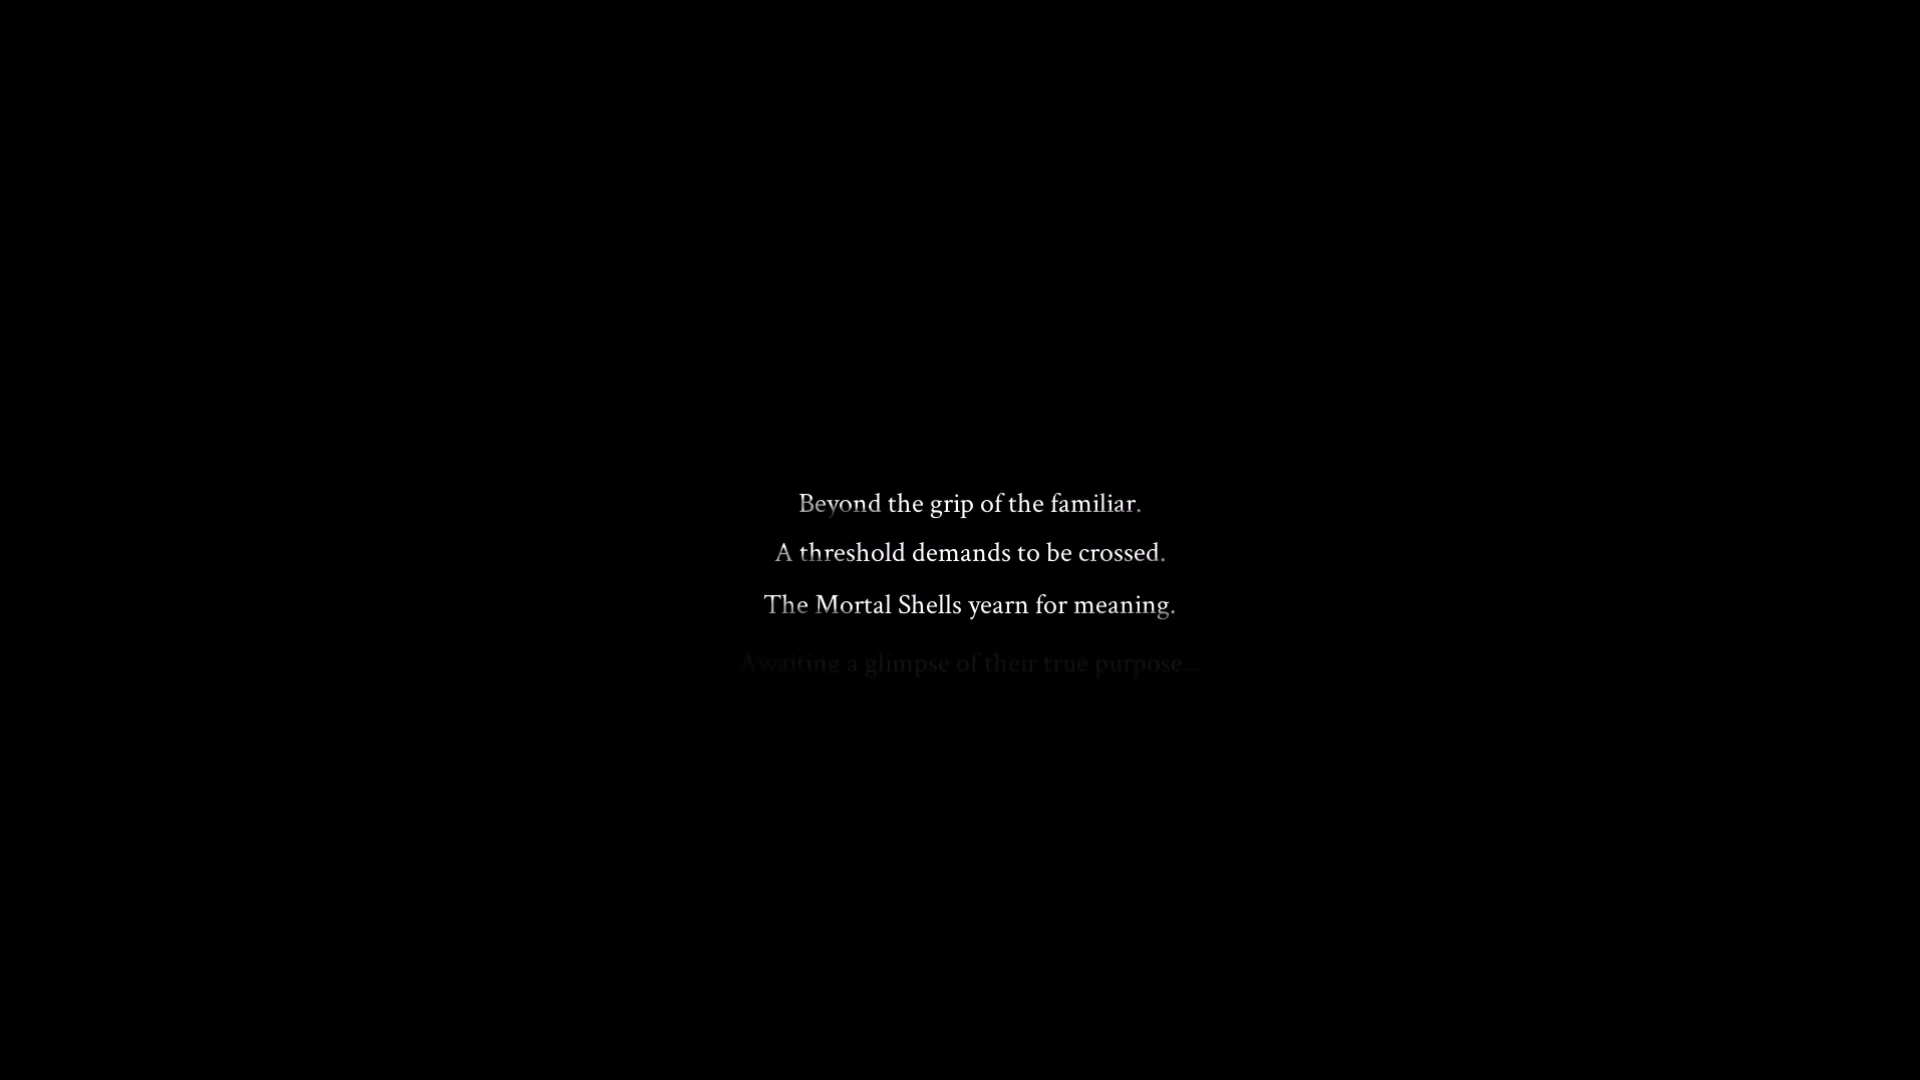 Beyond the grip of the familiar.
A threshold demands to be crossed.
The Mortal Shells yearn for meaning.
Awaiting a glimpse of their true purpose...